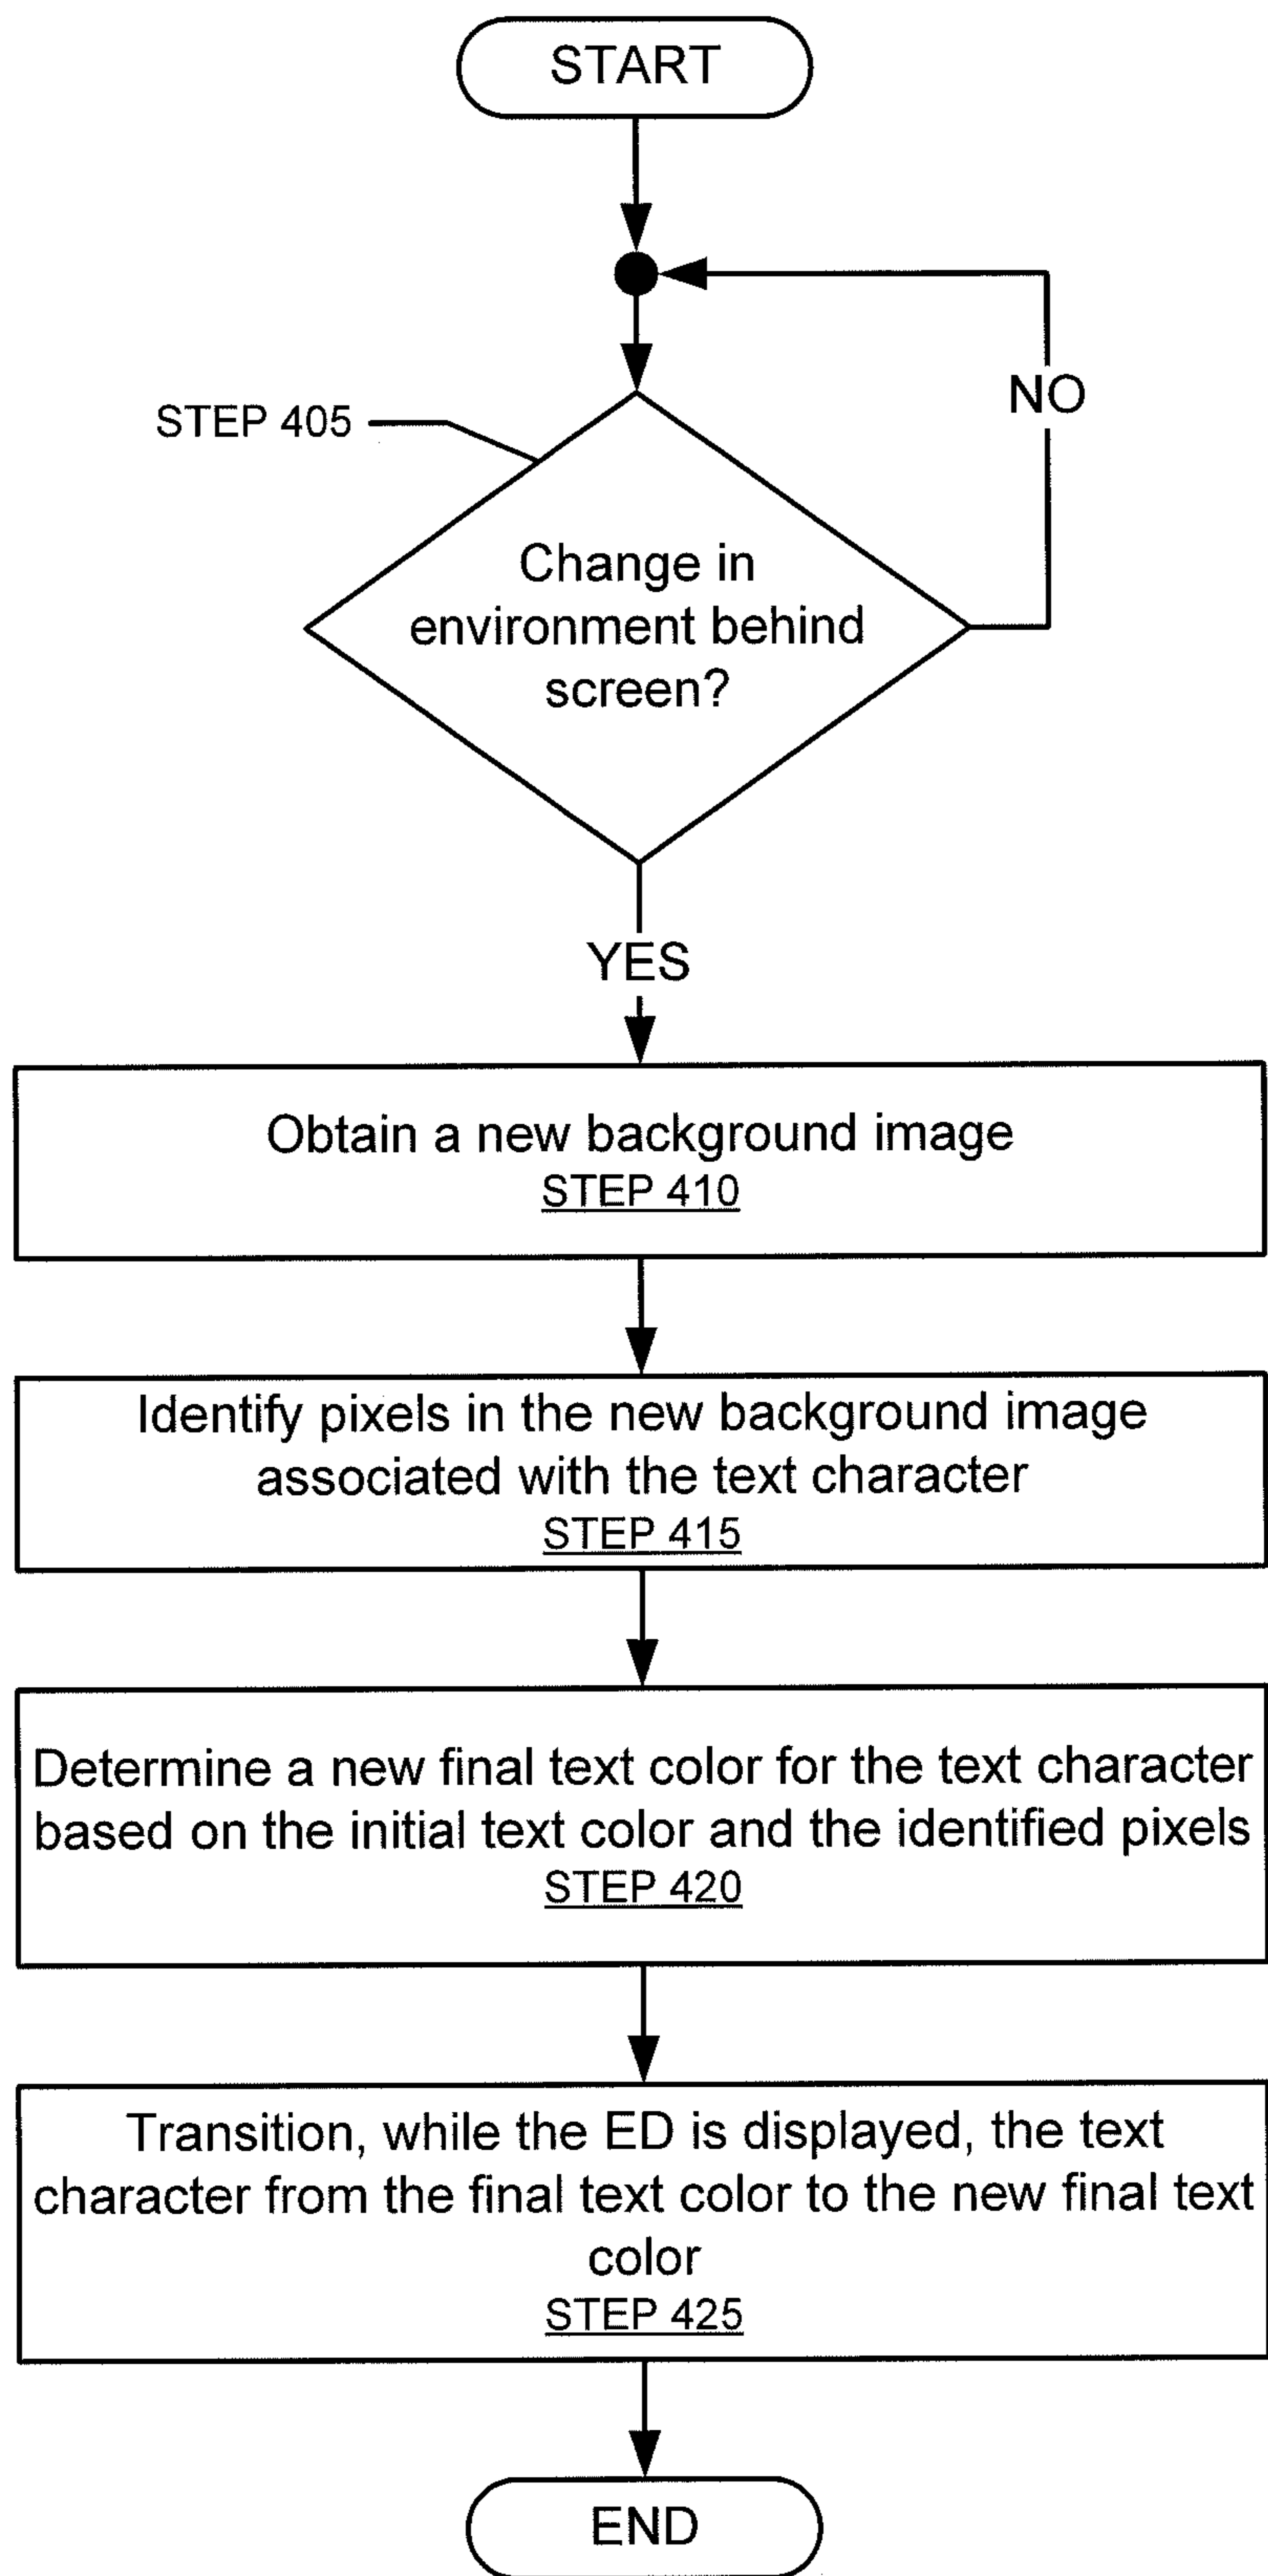 START
NO
STEP 405
Change in
environment behind
screen?
YES
Obtain a new background image
STEP 410
Identify pixels in the new background image
associated with the text character
STEP 415
Determine a new final text color for the text character
based on the initial text color and the identified pixels
STEP 420
Transition, while the ED is displayed, the text
character from the final text color to the new final text
color
STEP 425
END